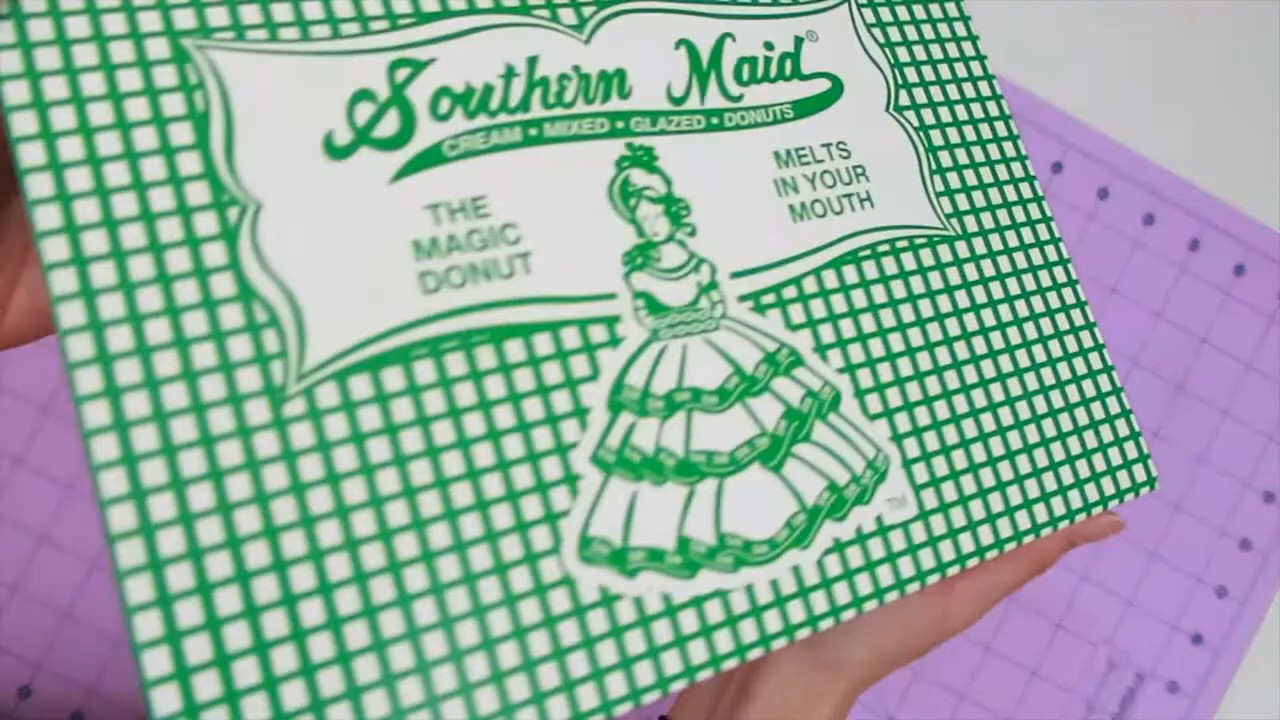 Southern Maid®
CREAM • MIXED • GLAZED • DONUTS
THE
MAGIC
DONUT
MELTS
IN YOUR
MOUTH
TM